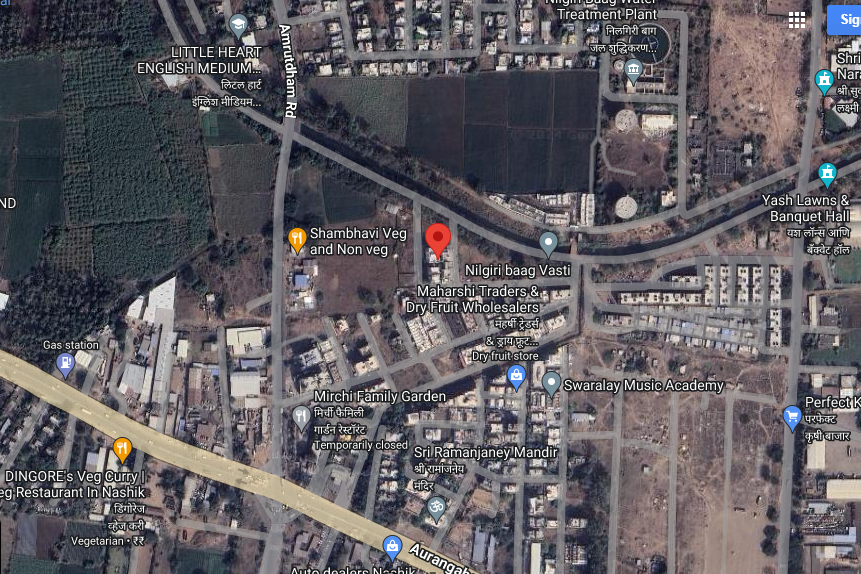 Nilgiri Baag Water
Treatment Plant
निलगिरी बाग
जल शुद्धिकरण...
Sig
LITTLE HEART
ENGLISH MEDIUM...
लिटल हार्ट
इंग्लिश मीडियम...
Amrutdham Rd
Shri
Nara
श्री सु
लक्ष्मी
ND
Yash Lawns &
Banquet Hall
यश लॉन्स आणि
बॅक्वेट हॉल
Shambhavi Veg
and Non veg
Nilgiri baag Vasti
Maharshi Traders &
Dry Fruit Wholesalers
महर्षी ट्रेडर्स
& ड्राय फ्रूट...
Dry fruit store
Gas station
Swaralay Music Academy
Mirchi Family Garden
मिर्ची फॅमिली
गार्डन रेस्टॉरंट
Temporarily closed
Perfect K
परफेक्ट
कृषी बाजार
Sri Ramanjaney Mandir
श्री रामांजनेय
मंदिर
DINGORE's Veg Curry |
eg Restaurant In Nashik
डिंगोरेज
व्हेज करी
Vegetarian • ₹₹
Aurangab
Auto dealers Nashik